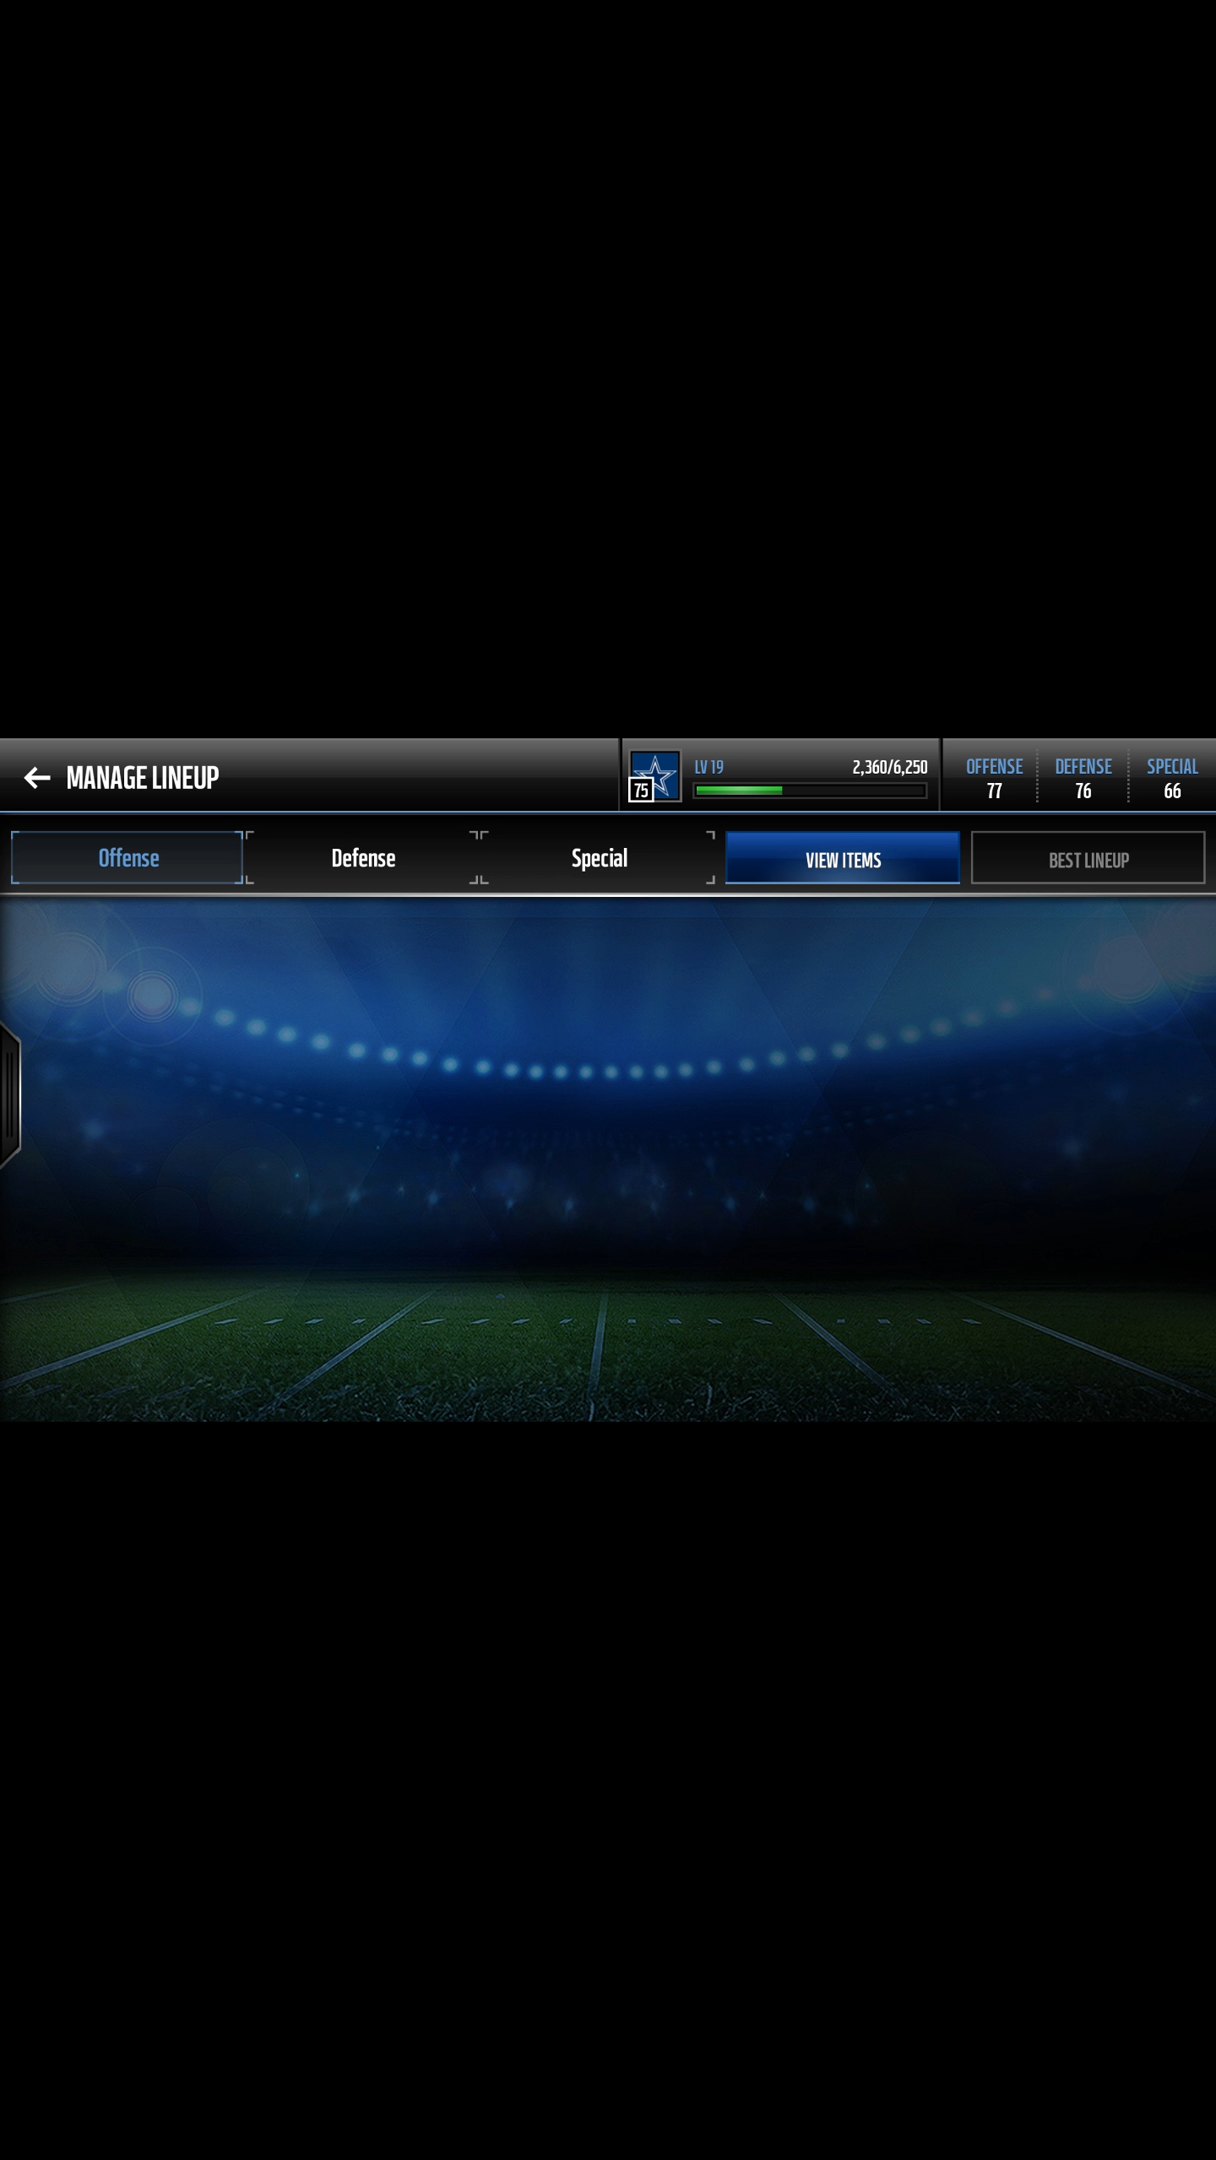 MANAGE LINEUP
75
LV 19
2,360/6,250
OFFENSE
77
DEFENSE
76
SPECIAL
66
Offense
Defense
Special
VIEW ITEMS
BEST LINEUP